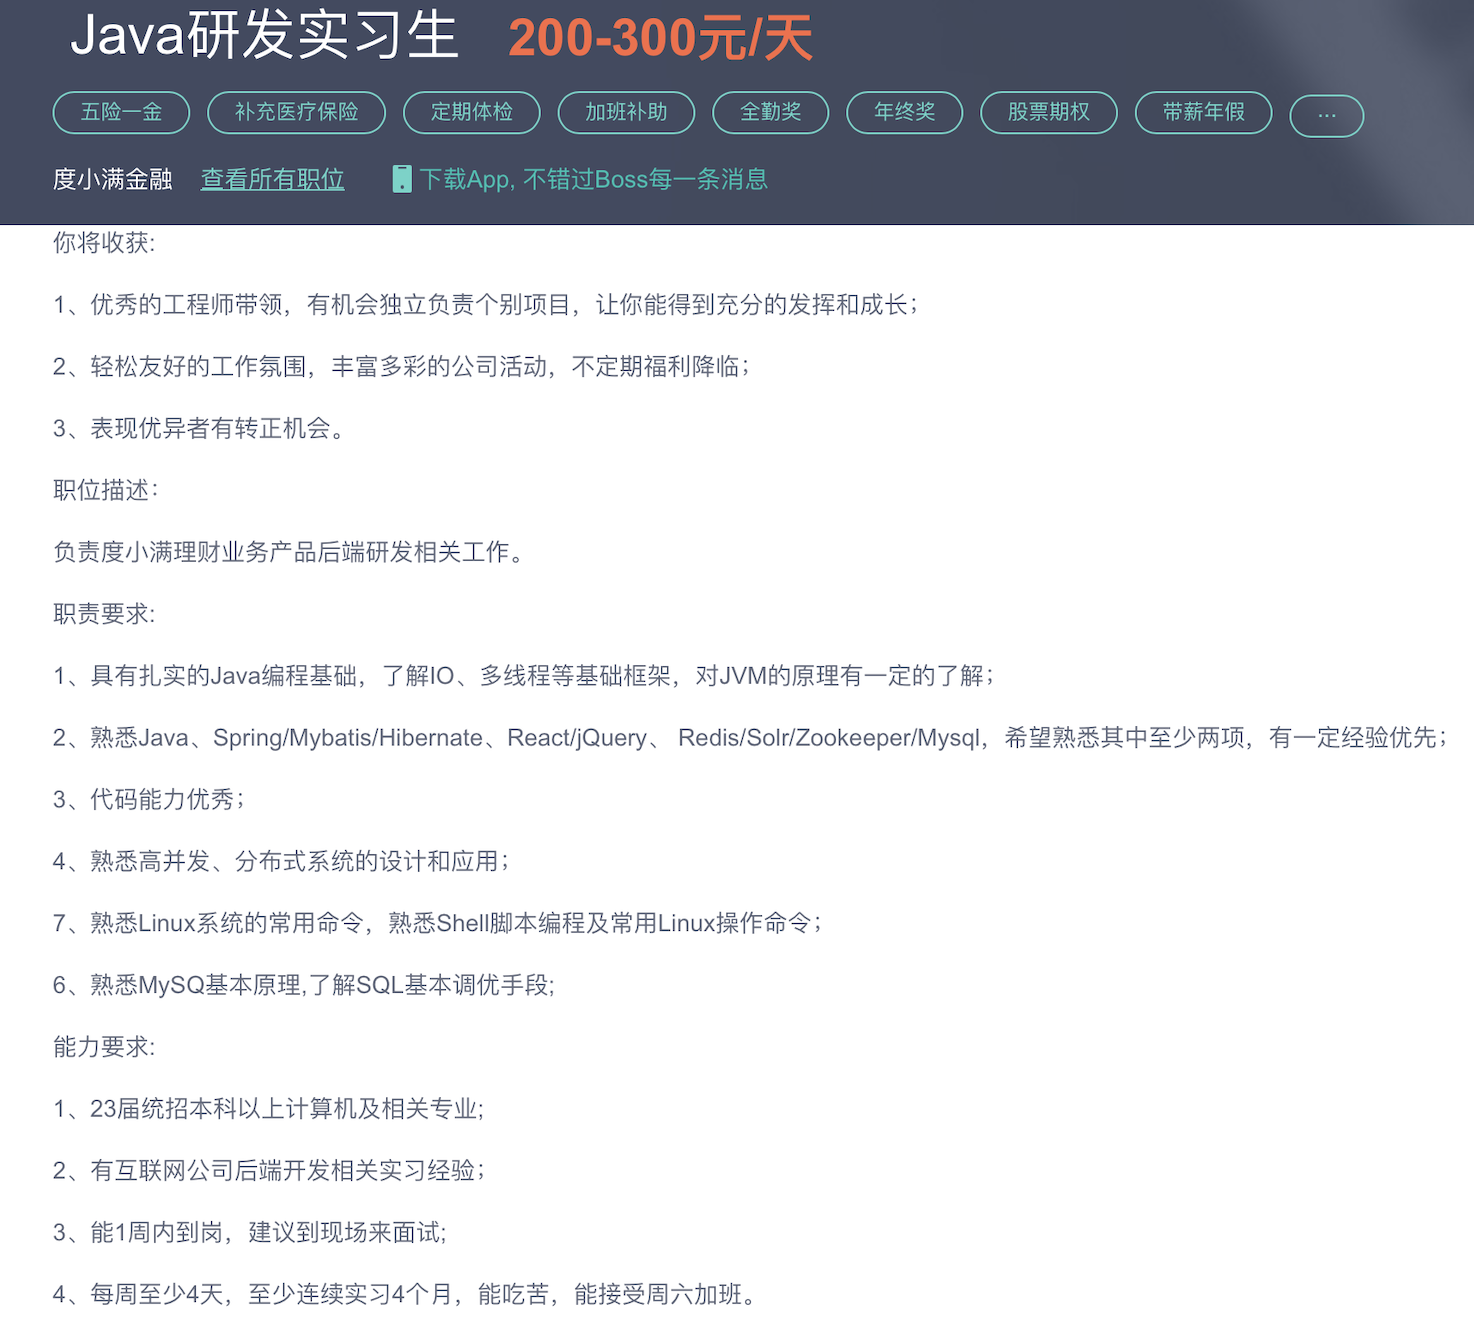 Java研发实习生 200-300元/天
五险一金 补充医疗保险 定期体检 加班补助 全勤奖 年终奖 股票期权 带薪年假 ...
度小满金融 查看所有职位 下载App, 不错过Boss每一条消息
你将收获:
1、优秀的工程师带领，有机会独立负责个别项目，让你能得到充分的发挥和成长；
2、轻松友好的工作氛围，丰富多彩的公司活动，不定期福利降临；
3、表现优异者有转正机会。
职位描述：
负责度小满理财业务产品后端研发相关工作。
职责要求:
1、具有扎实的Java编程基础，了解IO、多线程等基础框架，对JVM的原理有一定的了解；
2、熟悉Java、Spring/Mybatis/Hibernate、React/jQuery、 Redis/Solr/Zookeeper/Mysql，希望熟悉其中至少两项，有一定经验优先；
3、代码能力优秀；
4、熟悉高并发、分布式系统的设计和应用；
7、熟悉Linux系统的常用命令，熟悉Shell脚本编程及常用Linux操作命令；
6、熟悉MySQ基本原理,了解SQL基本调优手段;
能力要求:
1、23届统招本科以上计算机及相关专业;
2、有互联网公司后端开发相关实习经验；
3、能1周内到岗，建议到现场来面试;
4、每周至少4天，至少连续实习4个月，能吃苦，能接受周六加班。